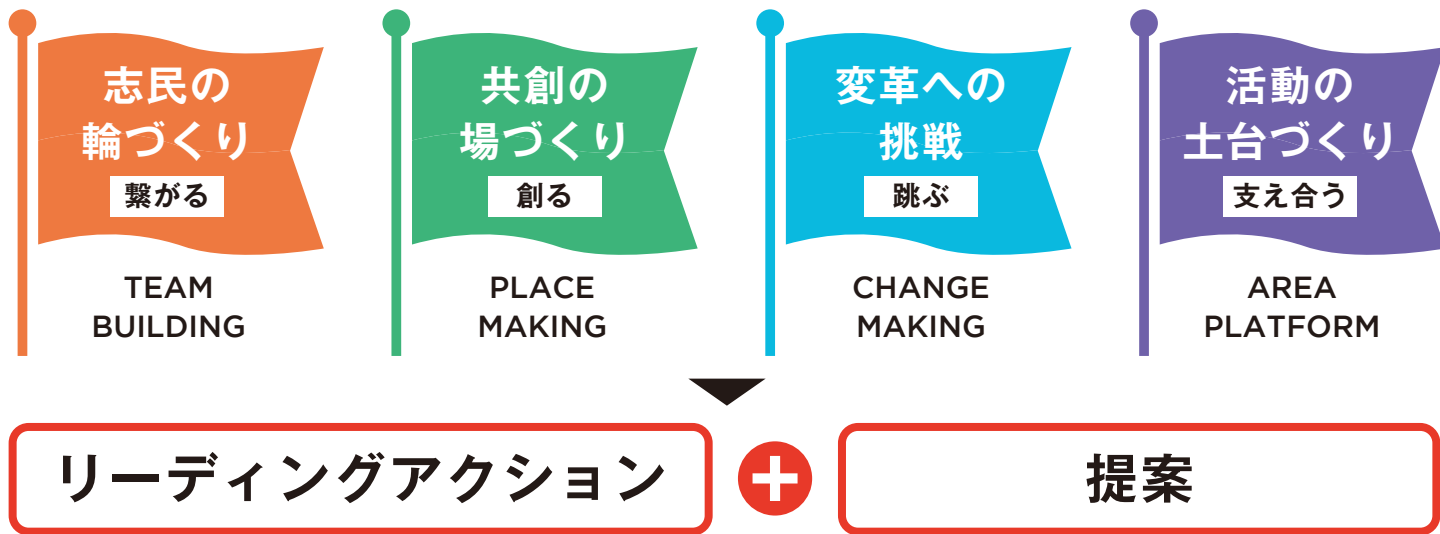 志民の
輪づくり
繋がる
TEAM
BUILDING
共創の
場づくり
創る
PLACE
MAKING
変革への
挑戦
跳ぶ
CHANGE
MAKING
活動の
土台づくり
支え合う
AREA
PLATFORM
リーディングアクション
+
提案